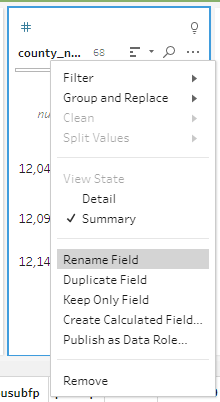 #
county_n... 68 ...
Filter
Group and Replace
nu
Clean
Split Values
12,04
View State
Detail
12,09
✓ Summary
12,14
Rename Field
Duplicate Field
Keep Only Field
Create Calculated Field...
Publish as Data Role...
Remove
usubfp